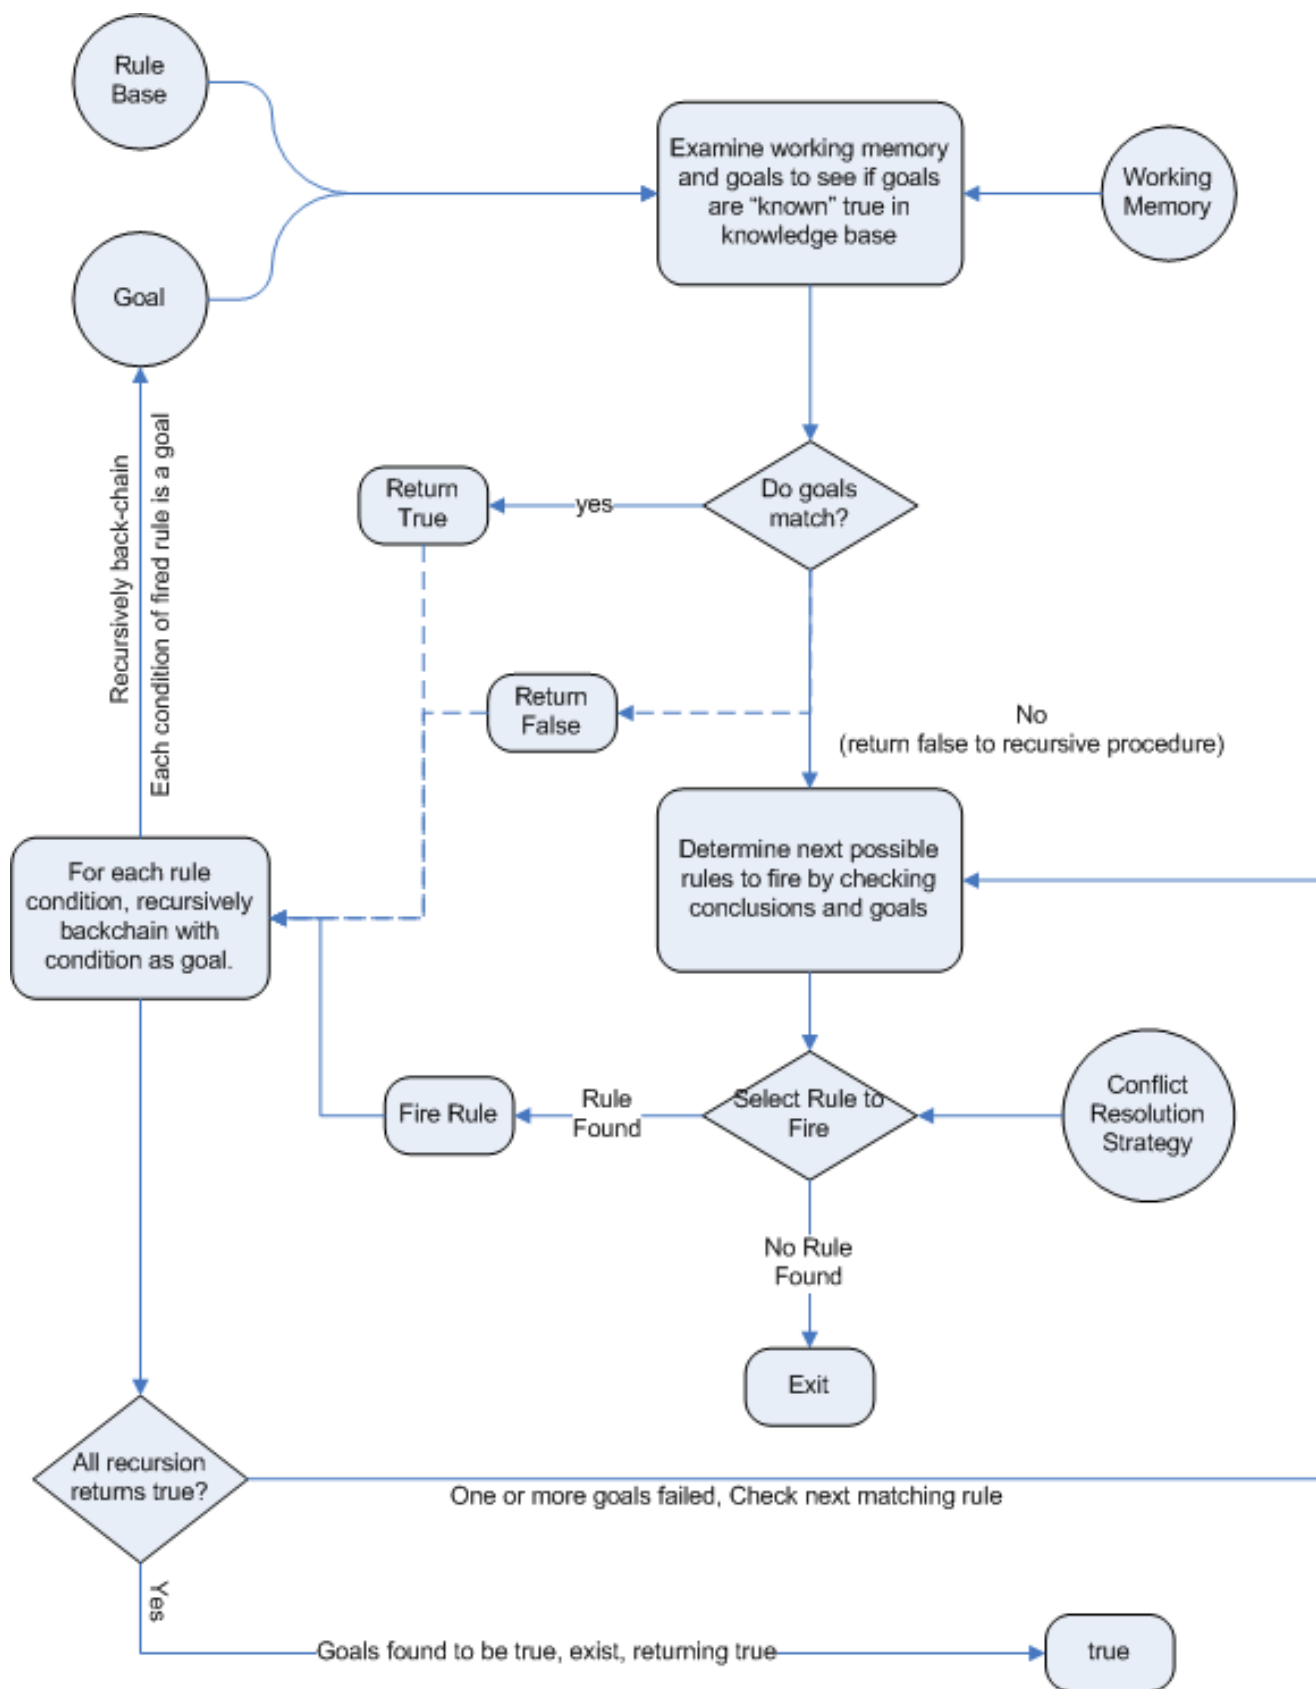 Rule
Base
Examine working memory
and goals to see if goals
are “known” true in
knowledge base
Working
Memory
Goal
Recursively back-chain
Each condition of fired rule is a goal
Return
True
yes
Do goals
match?
Return
False
No
(return false to recursive procedure)
For each rule
condition, recursively
backchain with
condition as goal.
Determine next possible
rules to fire by checking
conclusions and goals
Fire Rule
Rule
Found
Select Rule to
Fire
Conflict
Resolution
Strategy
No Rule
Found
Exit
All recursion
returns true?
One or more goals failed, Check next matching rule
Yes
Goals found to be true, exist, returning true
true